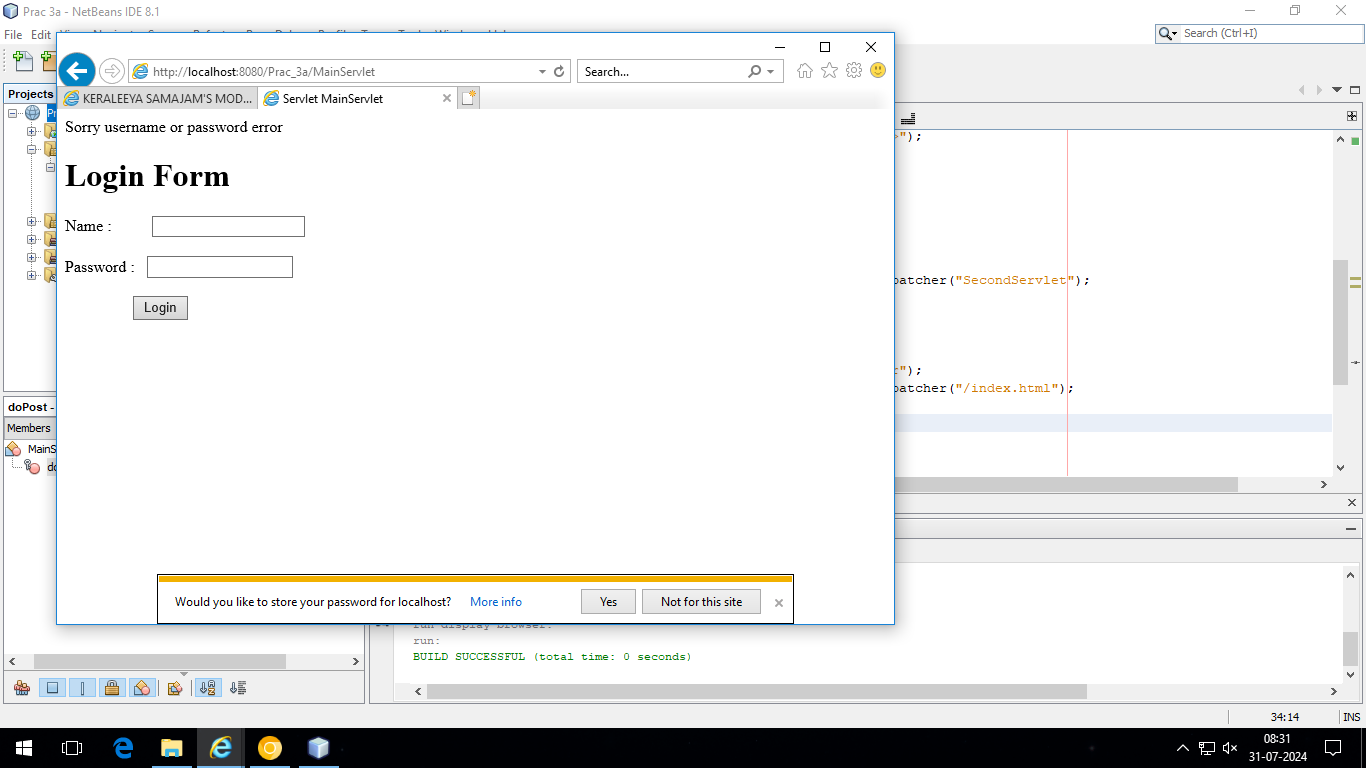 Prac 3a - NetBeans IDE 8.1
File Edit
Search (Ctrl+I)
http://localhost:8080/Prac_3a/MainServlet
Search...
KERALEEYA SAMAJAM'S MOD...
Servlet MainServlet
Projects
Sorry username or password error
Login Form
Name :
Password :
Login
");
patcher("SecondServlet");
");
patcher("/index.html");
doPost -
Members
MainS
do
Would you like to store your password for localhost?
More info
Yes
Not for this site
run:
BUILD SUCCESSFUL (total time: 0 seconds)
34:14
INS
08:31
31-07-2024